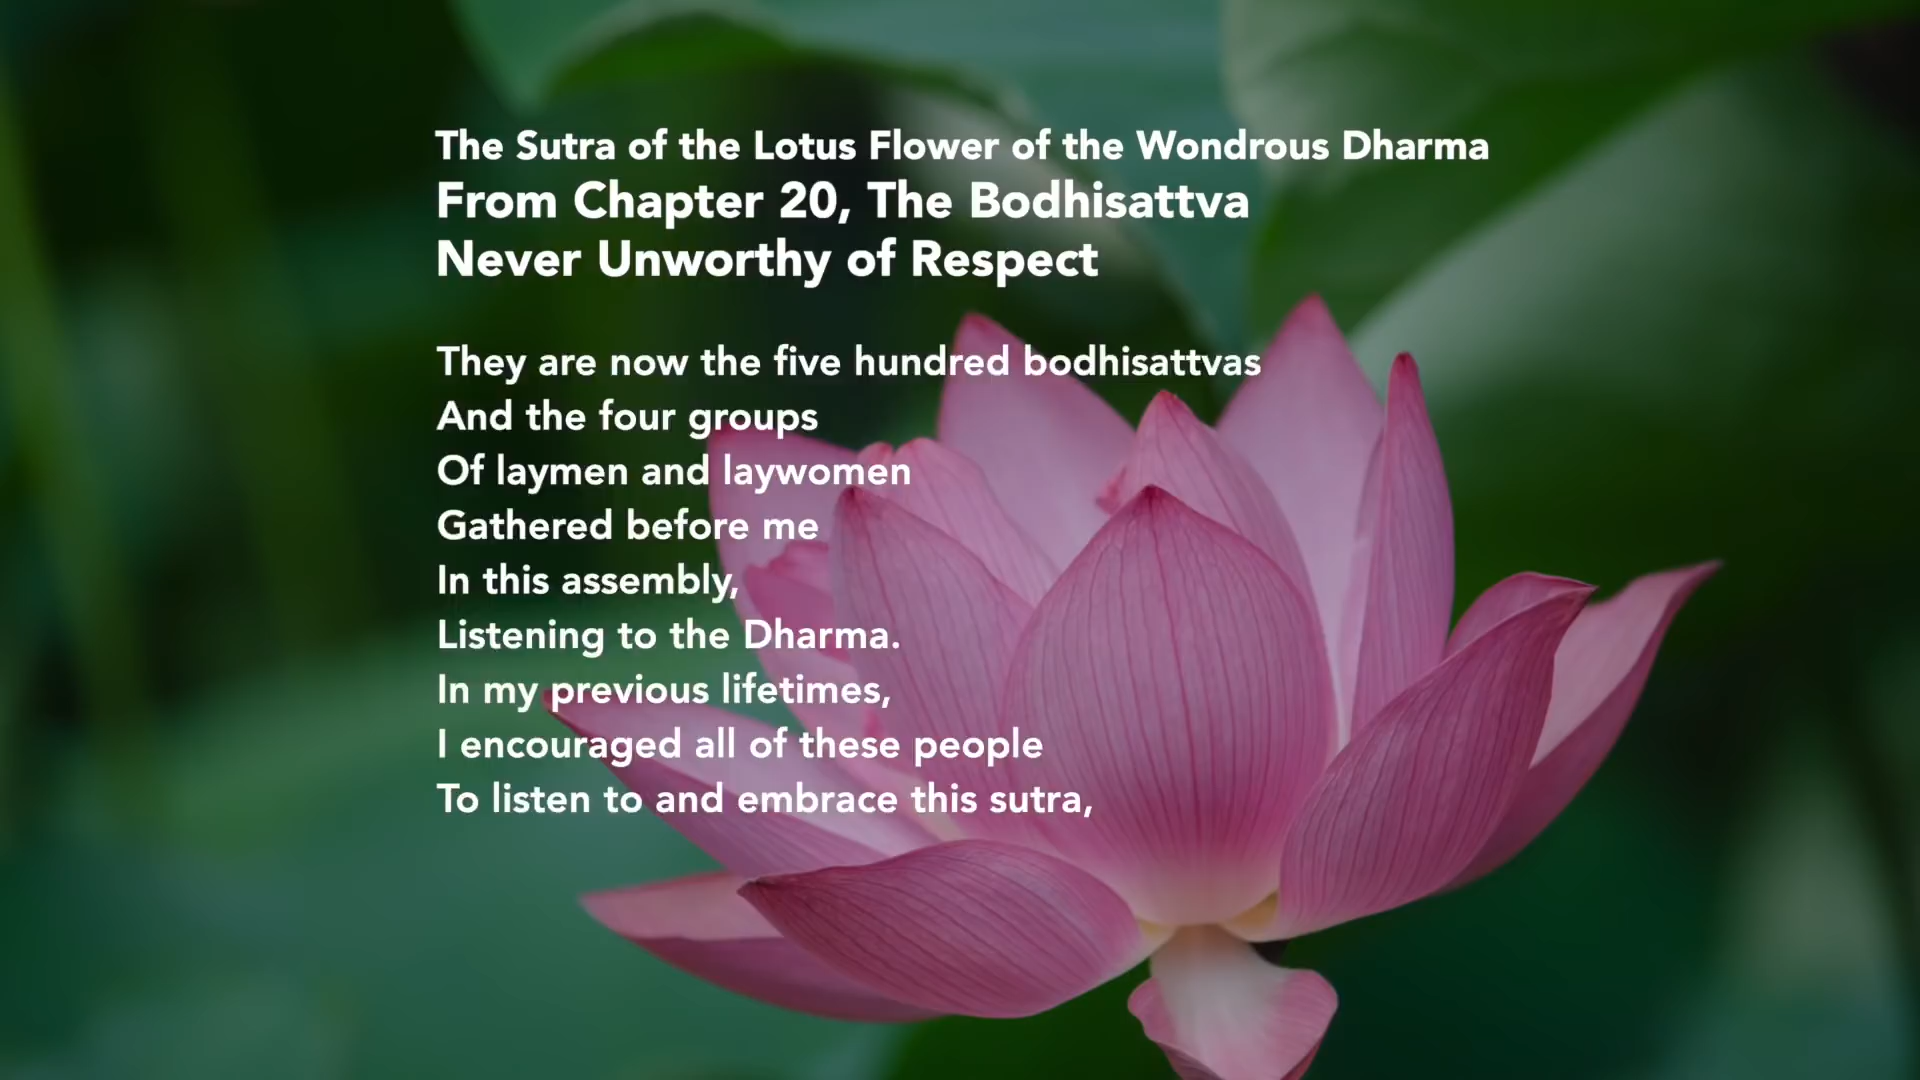 The Sutra of the Lotus Flower of the Wondrous Dharma
From Chapter 20, The Bodhisattva
Never Unworthy of Respect
They are now the five hundred bodhisattvas
And the four groups
Of laymen and laywomen
Gathered before me
In this assembly,
Listening to the Dharma.
In my previous lifetimes,
I encouraged all of these people
To listen to and embrace this sutra,